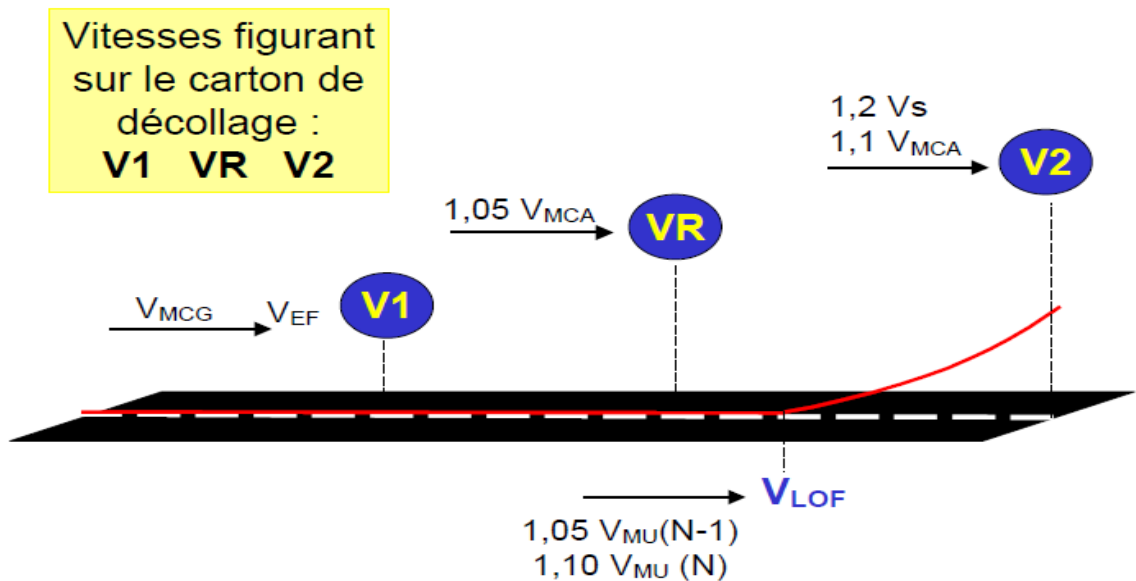 Vitesses figurant
sur le carton de
décollage :
V1 VR V2
1,2 Vs
1,1 VMCA
V2
1,05 VMCA
VR
VMCG
VEF
V1
VLOF
1,05 VMU(N-1)
1,10 VMU (N)